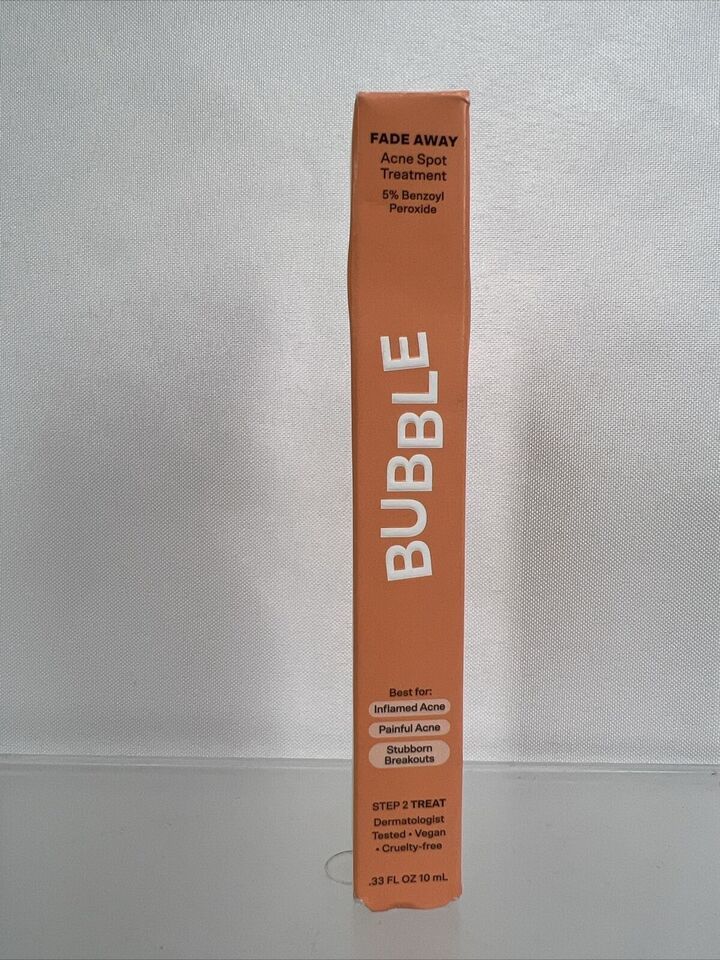 FADE AWAY
Acne Spot
Treatment
5% Benzoyl
Peroxide
BUBBLE
Best for:
Inflamed Acne
Painful Acne
Stubborn
Breakouts
STEP 2 TREAT
Dermatologist
Tested • Vegan
• Cruelty-free
.33 FL OZ 10 mL